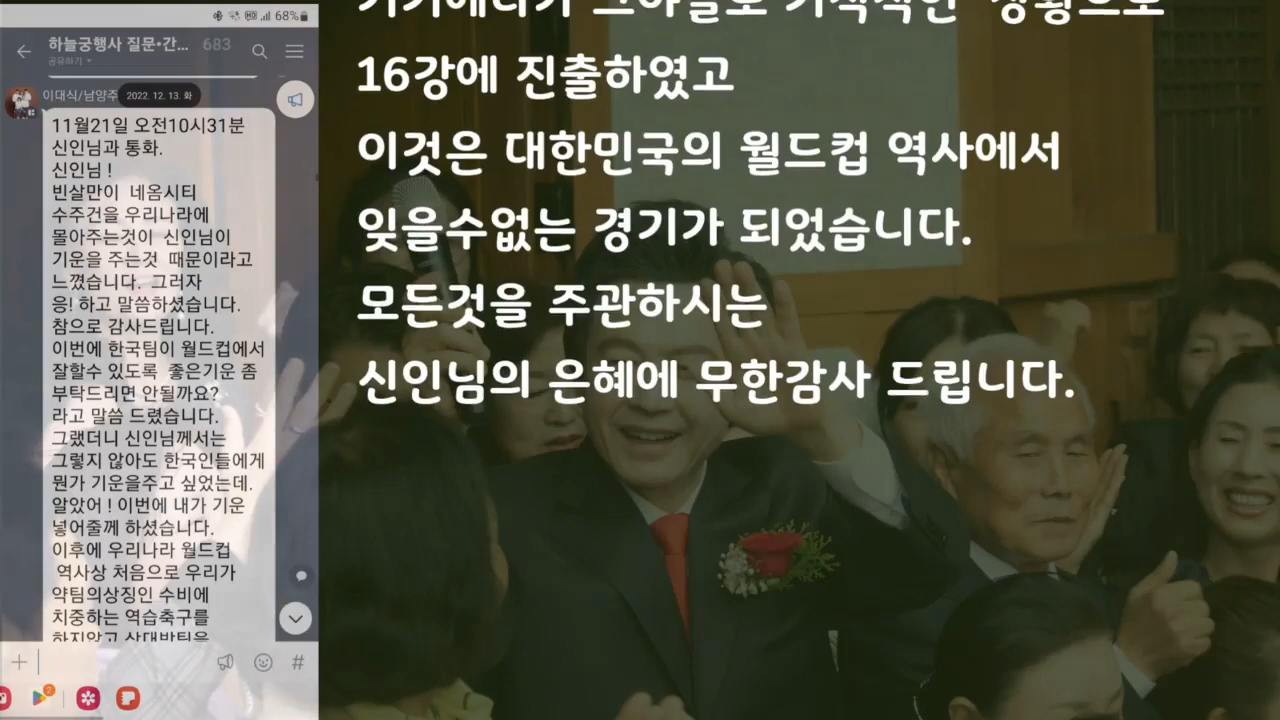 68%
하늘궁행사 질문•간... 683
공유하기
이대식/남양주
2022. 12. 13. 화
11월21일 오전10시31분
신인님과 통화.
신인님 !
빈살만이 네옴시티
수주건을 우리나라에
몰아주는것이 신인님이
기운을 주는것 때문이라고
느꼈습니다. 그러자
응! 하고 말씀하셨습니다.
참으로 감사드립니다.
이번에 한국팀이 월드컵에서
잘할수 있도록 좋은기운 좀
부탁드리면 안될까요?
라고 말씀 드렸습니다.
그랬더니 신인님께서는
그렇지 않아도 한국인들에게
뭔가 기운을주고 싶었는데.
알았어 ! 이번에 내가 기운
넣어줄께 하셨습니다.
이후에 우리나라 월드컵
역사상 처음으로 우리가
약팀의상징인 수비에
치중하는 역습축구를
하지않고 상대방팀을
상황으로
16강에 진출하였고
이것은 대한민국의 월드컵 역사에서
잊을수없는 경기가 되었습니다.
모든것을 주관하시는
신인님의 은혜에 무한감사 드립니다.